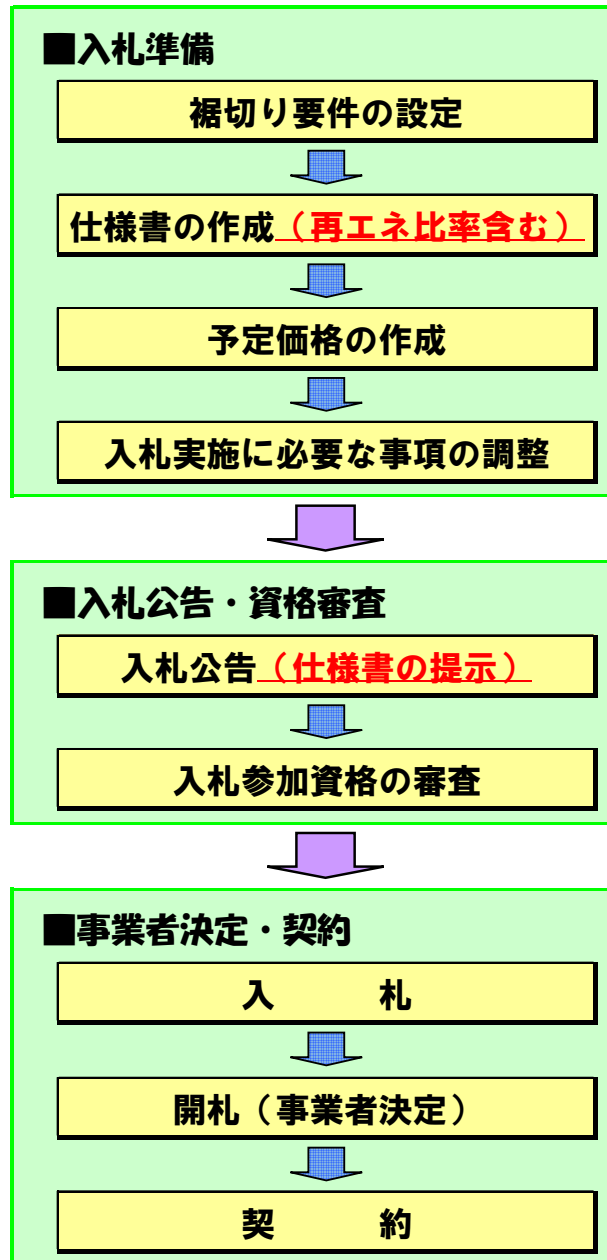 ■入札準備
裾切り要件の設定
仕様書の作成（再エネ比率含む）
予定価格の作成
入札実施に必要な事項の調整
■入札公告・資格審査
入札公告（仕様書の提示）
入札参加資格の審査
■事業者決定・契約
入　　　札
開札（事業者決定）
契　　　約